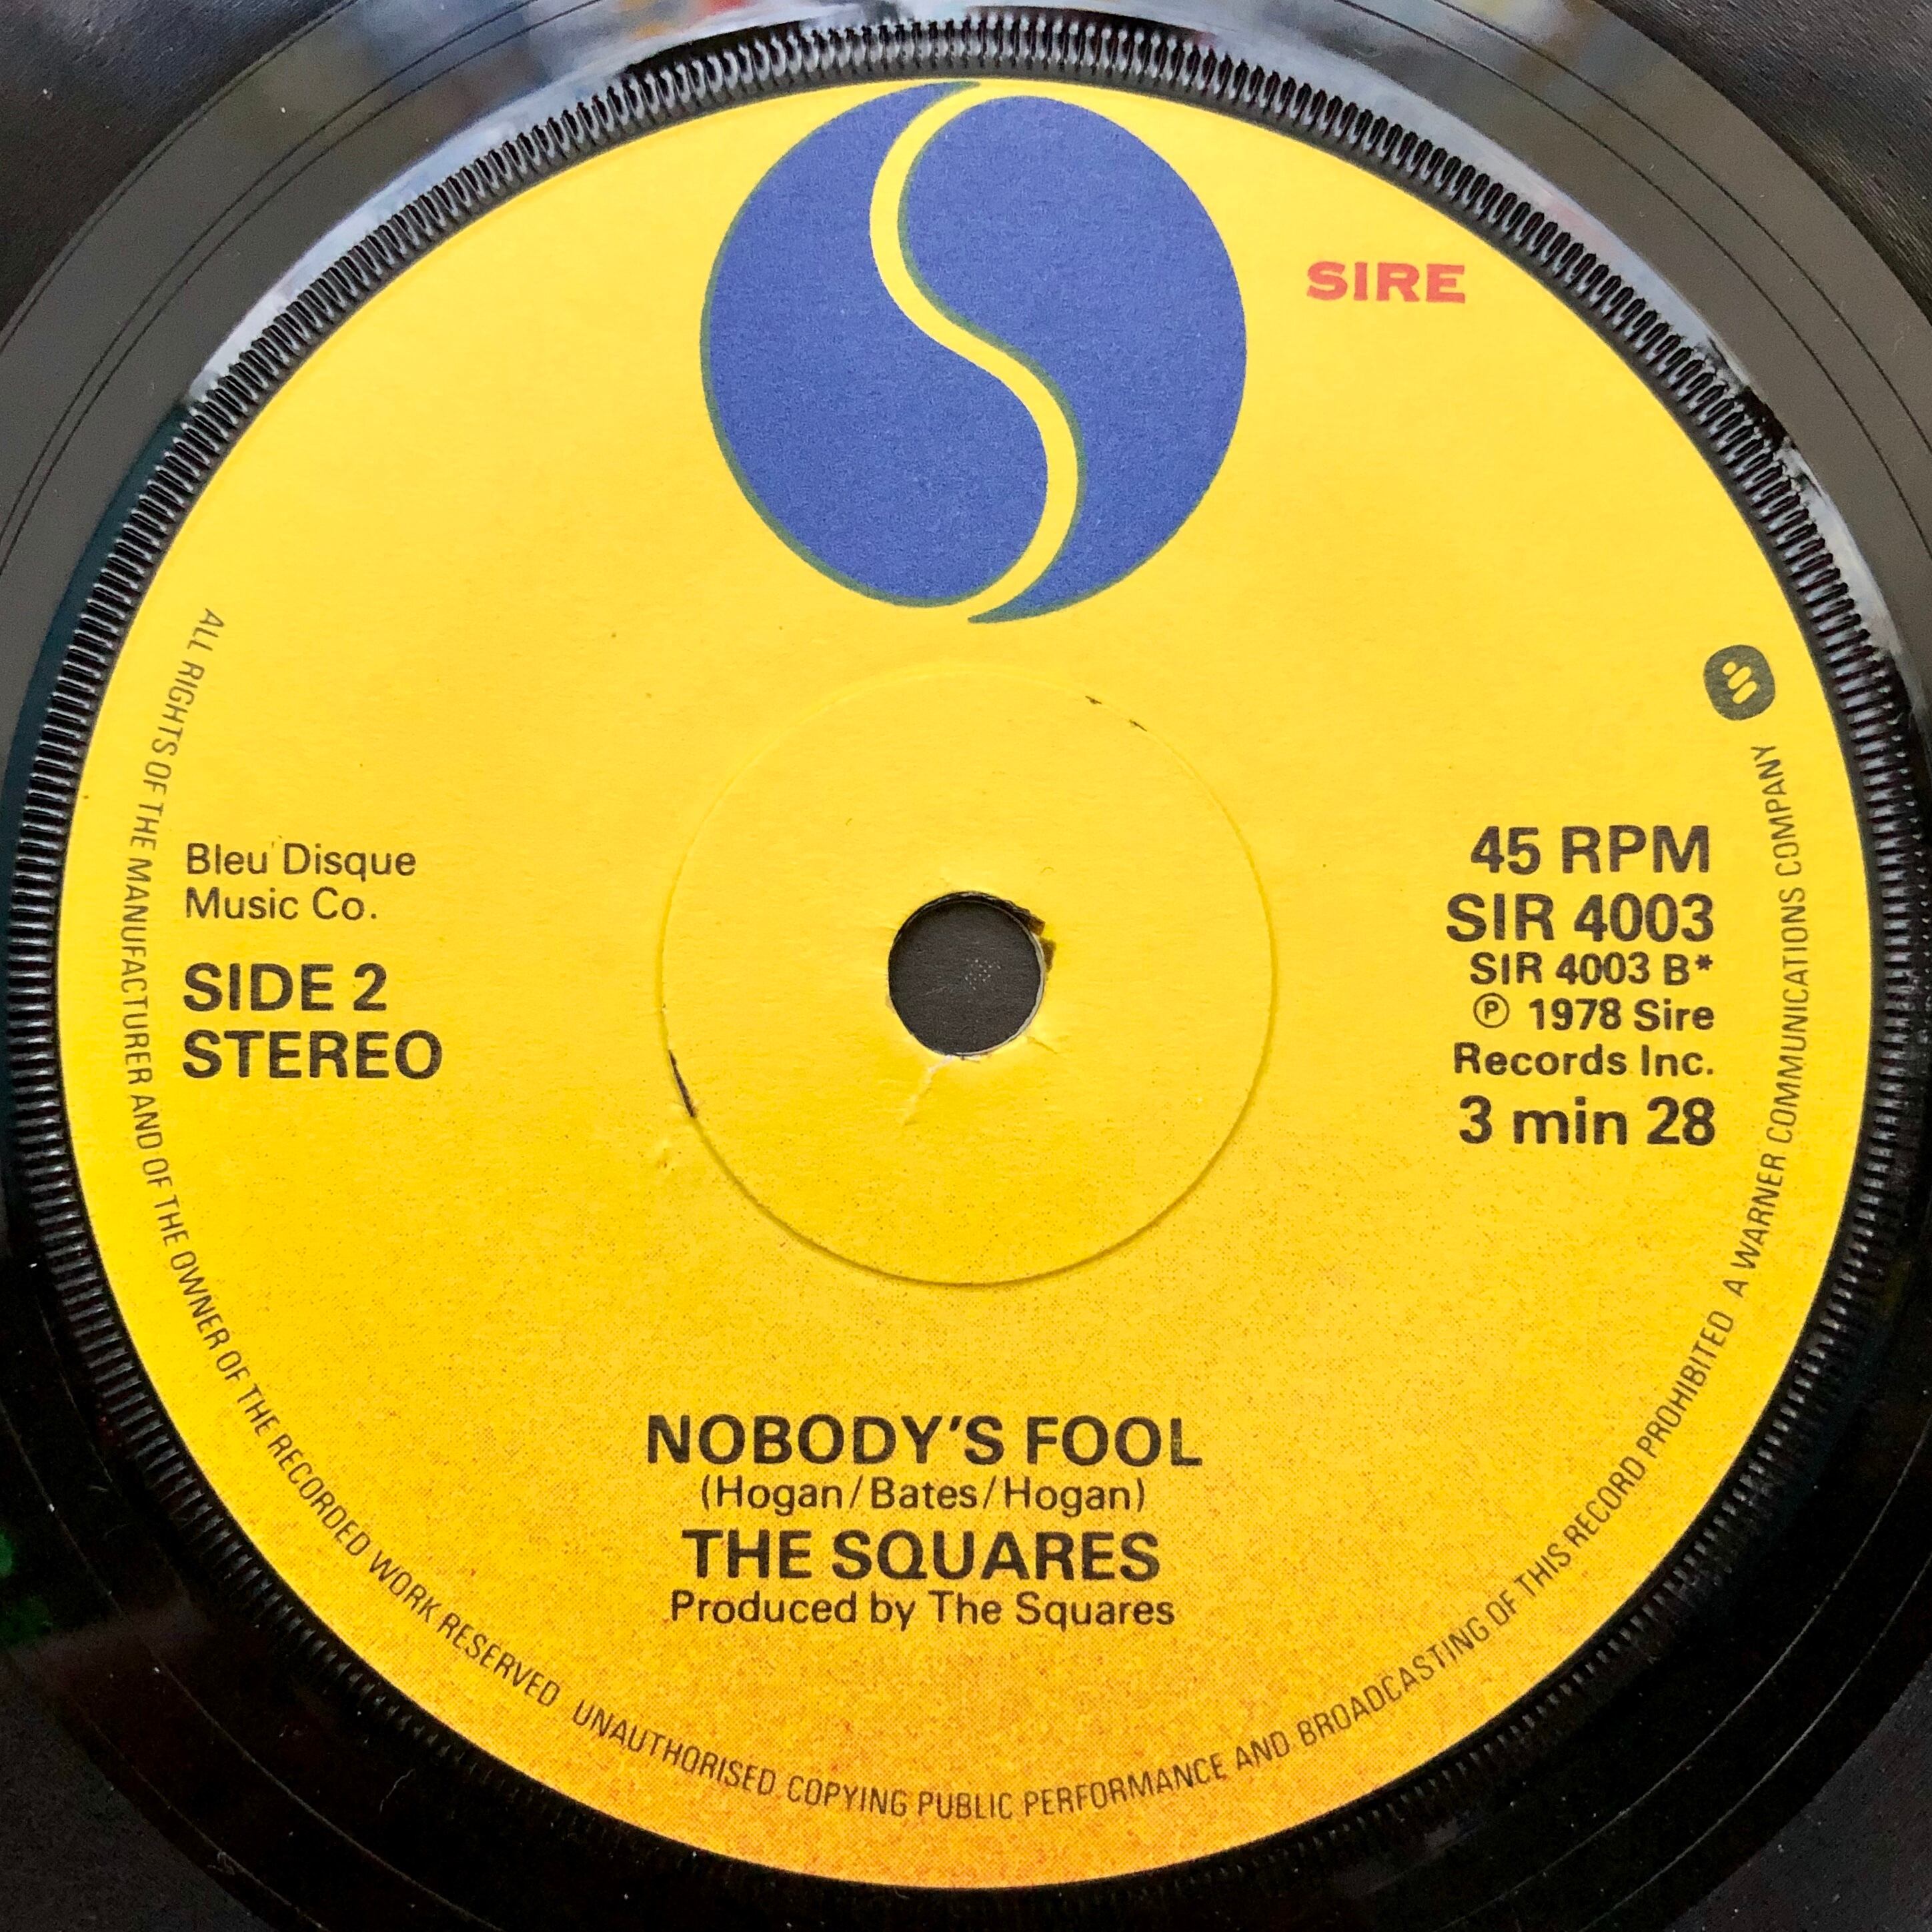 SIRE
Bleu Disque
Music Co.
SIDE 2
STEREO
45 RPM
SIR 4003
SIR 4003 B*
Ⓟ 1978 Sire
Records Inc.
3 min 28
NOBODY'S FOOL
(Hogan/Bates/Hogan)
THE SQUARES
Produced by The Squares
ALL RIGHTS OF THE MANUFACTURER AND OF THE OWNER OF THE RECORDED WORK RESERVED UNAUTHORISED COPYING PUBLIC PERFORMANCE AND BROADCASTING OF THIS RECORD PROHIBITED A WARNER COMMUNICATIONS COMPANY